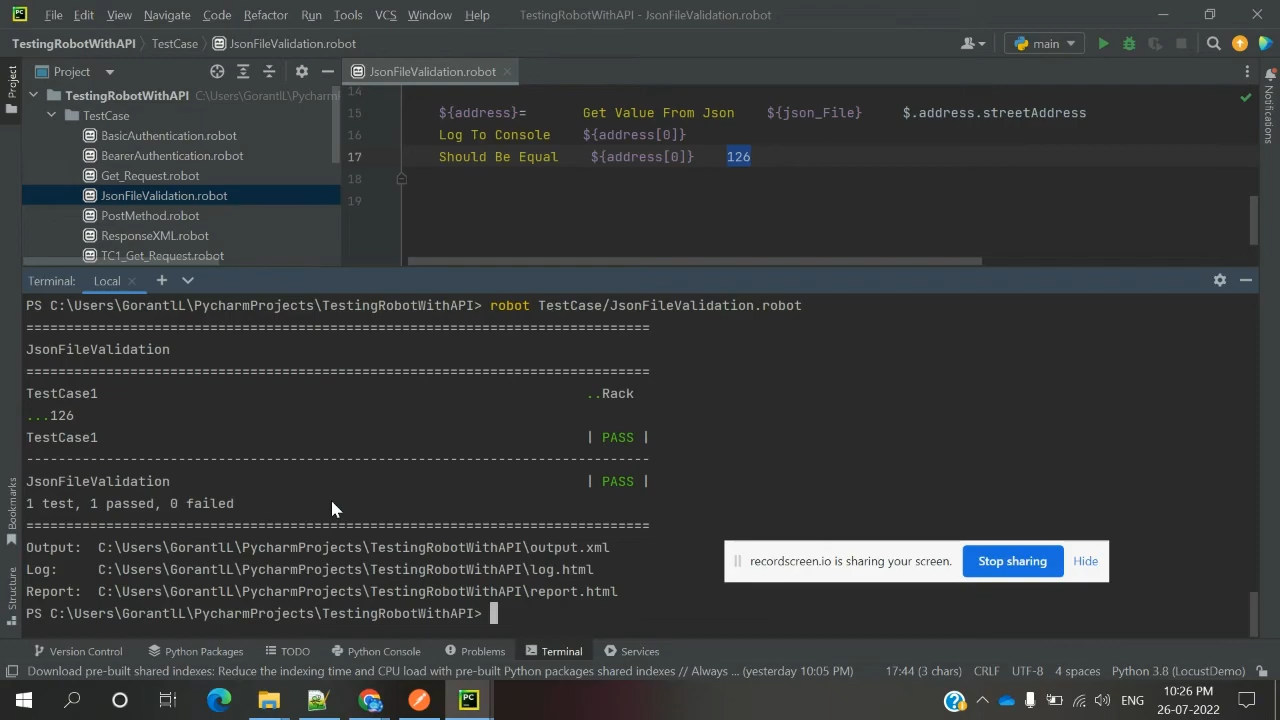 File Edit View Navigate Code Refactor Run Tools VCS Window Help TestingRobotWithAPI - JsonFileValidation.robot
TestingRobotWithAPI TestCase JsonFileValidation.robot main
Project
Project JsonFileValidation.robot
TestingRobotWithAPI C:\Users\GorantlL\PycharmP
TestCase
BasicAuthentication.robot
BearerAuthentication.robot
Get_Request.robot
JsonFileValidation.robot
PostMethod.robot
ResponseXML.robot
TC1_Get_Request.robot
14
15 ${address}= Get Value From Json ${json_File} $.address.streetAddress
16 Log To Console ${address[0]}
17 Should Be Equal ${address[0]} 126
18
19
Notifications
Terminal: Local
PS C:\Users\GorantlL\PycharmProjects\TestingRobotWithAPI> robot TestCase/JsonFileValidation.robot
==============================================================================
JsonFileValidation
==============================================================================
TestCase1 ..Rack
...126
TestCase1 | PASS |
------------------------------------------------------------------------------
JsonFileValidation | PASS |
1 test, 1 passed, 0 failed
==============================================================================
Output: C:\Users\GorantlL\PycharmProjects\TestingRobotWithAPI\output.xml
Log: C:\Users\GorantlL\PycharmProjects\TestingRobotWithAPI\log.html
Report: C:\Users\GorantlL\PycharmProjects\TestingRobotWithAPI\report.html
PS C:\Users\GorantlL\PycharmProjects\TestingRobotWithAPI>
recordscreen.io is sharing your screen. Stop sharing Hide
Bookmarks
Structure
Version Control Python Packages TODO Python Console Problems Terminal Services
Download pre-built shared indexes: Reduce the indexing time and CPU load with pre-built Python packages shared indexes // Always ... (yesterday 10:05 PM) 17:44 (3 chars) CRLF UTF-8 4 spaces Python 3.8 (LocustDemo)
ENG
10:26 PM
26-07-2022